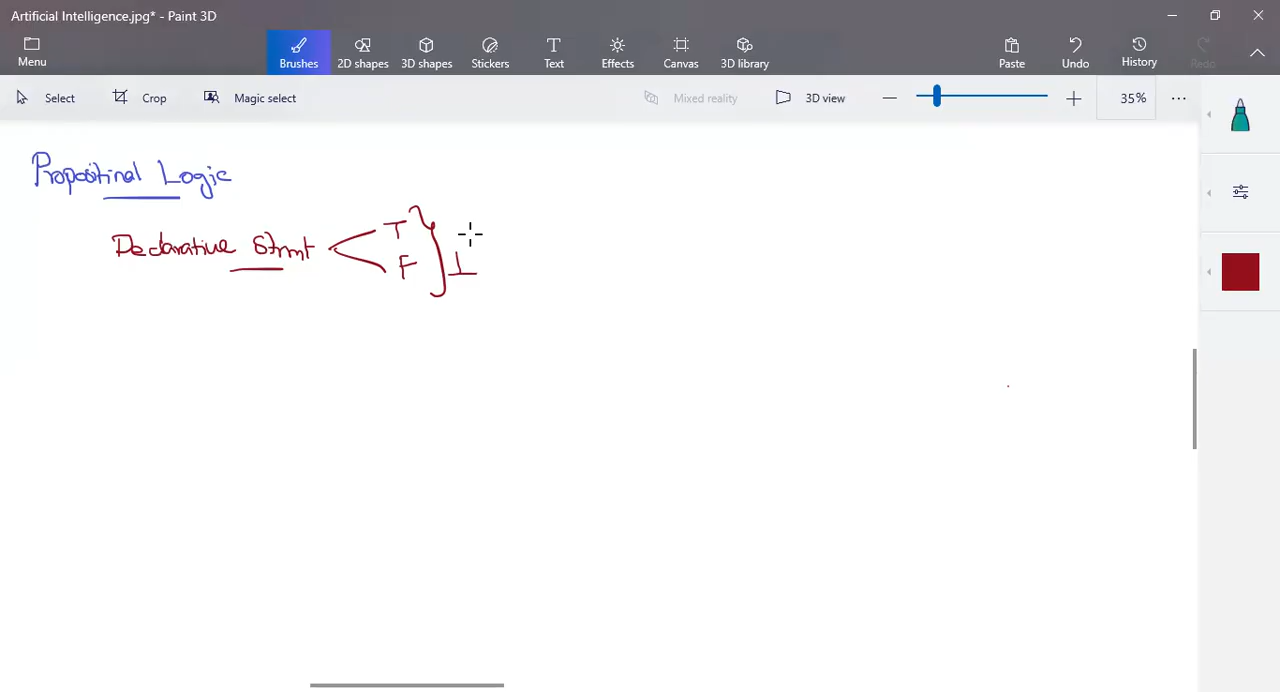 Artificial Intelligence.jpg* - Paint 3D
Menu
Brushes
2D shapes
3D shapes
Stickers
Text
Effects
Canvas
3D library
Paste
Undo
History
Redo
Select
Crop
Magic select
Mixed reality
3D view
35%
Propositinal Logic
Declarative Stmt
T
F